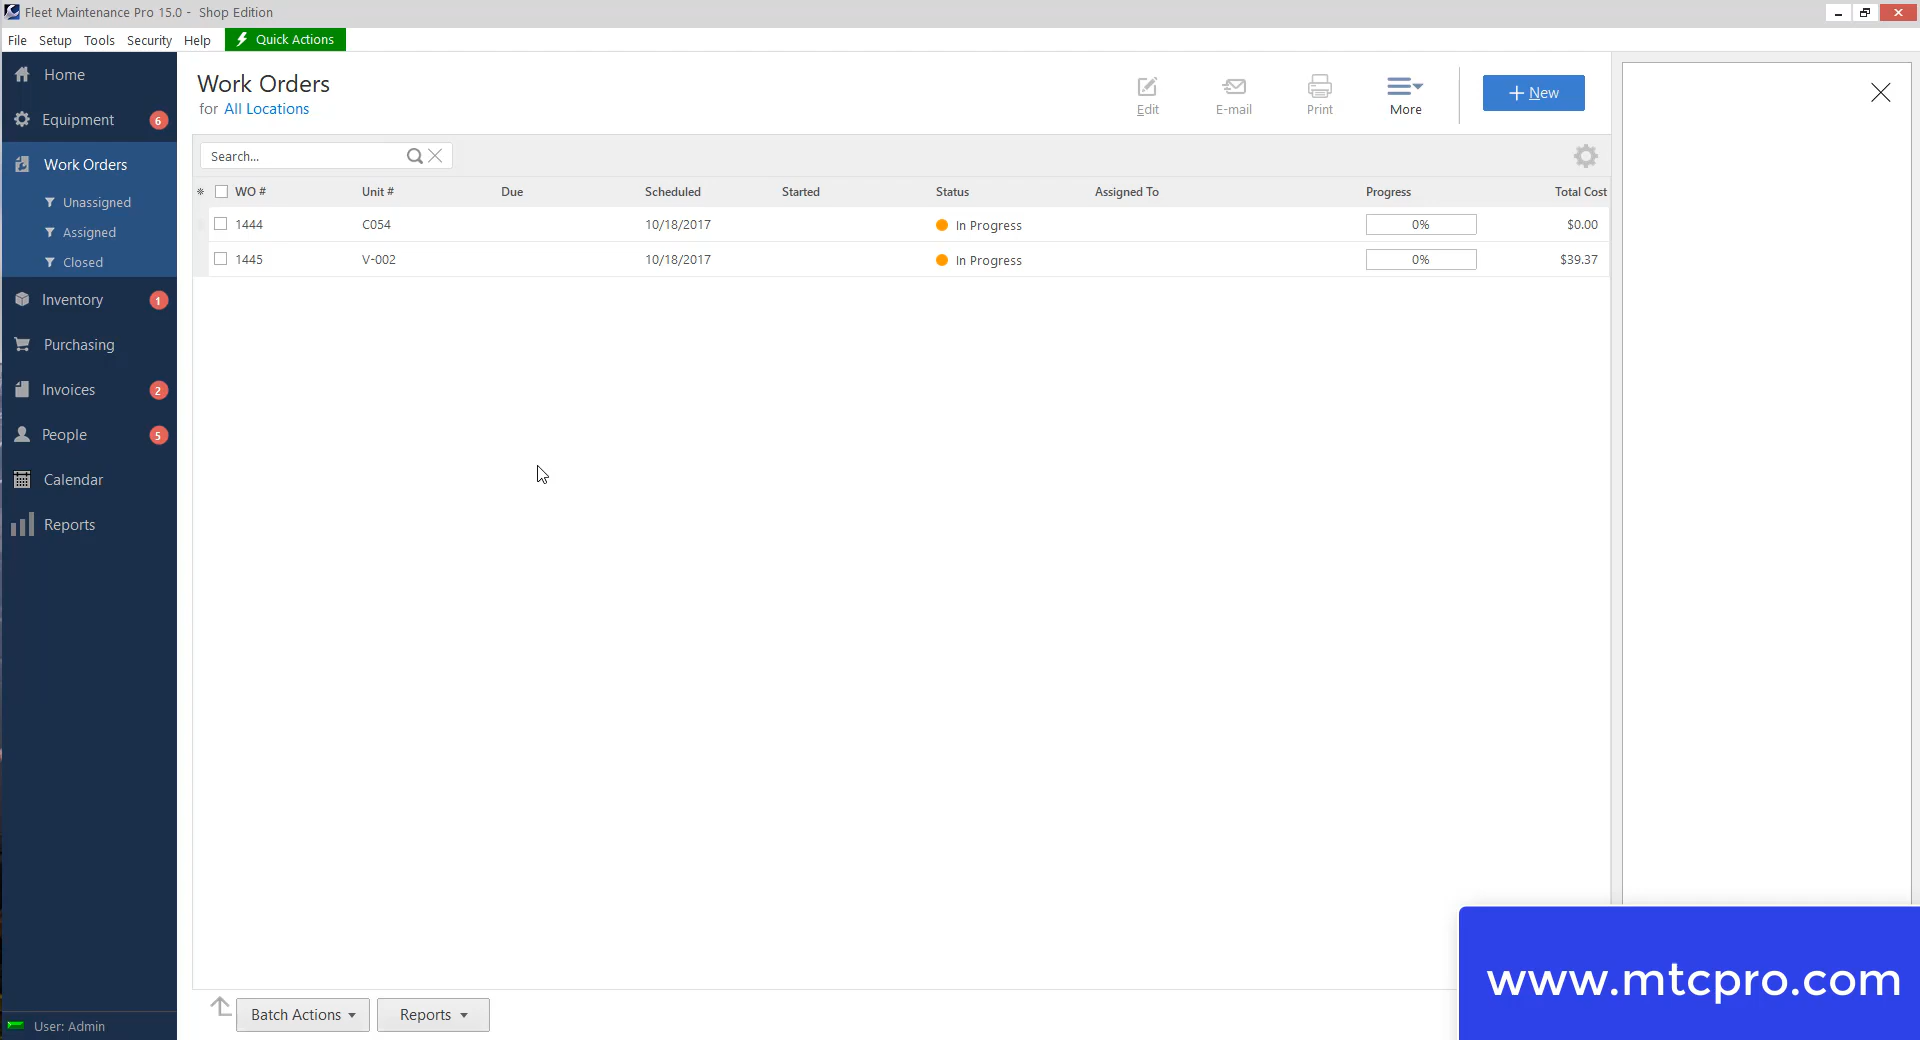 Fleet Maintenance Pro 15.0 - Shop Edition
File Setup Tools Security Help Quick Actions
Home
Equipment 6
Work Orders
Unassigned
Assigned
Closed
Inventory 1
Purchasing
Invoices 2
People 5
Calendar
Reports
User: Admin
Work Orders
for All Locations
Edit E-mail Print More + New
Search...
* WO # Unit # Due Scheduled Started Status Assigned To Progress Total Cost
1444 C054 10/18/2017 In Progress 0% $0.00
1445 V-002 10/18/2017 In Progress 0% $39.37
Batch Actions Reports
www.mtcpro.com